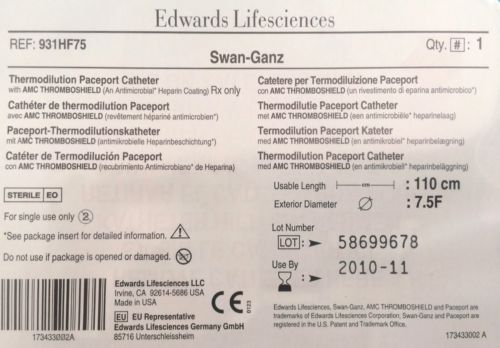 Edwards Lifesciences
REF: 931HF75
Qty. #: 1
Swan-Ganz
Thermodilution Paceport Catheter
with AMC THROMBOSHIELD (An Antimicrobial* Heparin Coating) Rx only
Cathéter de thermodilution Paceport
avec AMC THROMBOSHIELD (revêtement hépariné antimicrobien*)
Paceport-Thermodilutionskatheter
mit AMC THROMBOSHIELD (antimikrobielle Heparinbeschichtung*)
Catéter de Termodilución Paceport
con AMC THROMBOSHIELD (recubrimiento Antimicrobiano* de Heparina)
Catetere per Termodiluizione Paceport
con AMC THROMBOSHIELD (un rivestimento di eparina antimicrobico*)
Thermodilutie Paceport Catheter
med AMC THROMBOSHIELD (een antimicrobiële* heparinelaag)
Thermodilution Paceport Kateter
med AMC THROMBOSHIELD (en antimikrobiel* heparinbelægning)
Thermodilution Paceport Catheter
med AMC THROMBOSHIELD (en antimikrobiell* heparinbeläggning)
Usable Length cm : 110 cm
Exterior Diameter : 7.5F
STERILE EO
For single use only 2
*See package insert for detailed information.
Do not use if package is opened or damaged.
Lot Number
LOT: 58699678
Use By
: 2010-11
173433002A
Edwards Lifesciences LLC
Irvine, CA 92614-5686 USA
Made in USA
EU EU Representative
Edwards Lifesciences Germany GmbH
85716 Unterschleissheim
CE 0123
Edwards Lifesciences, Swan-Ganz, AMC THROMBOSHIELD and Paceport are
trademarks of Edwards Lifesciences Corporation. Swan-Ganz and Paceport are
registered in the U.S. Patent and Trademark Office.
173433002 A